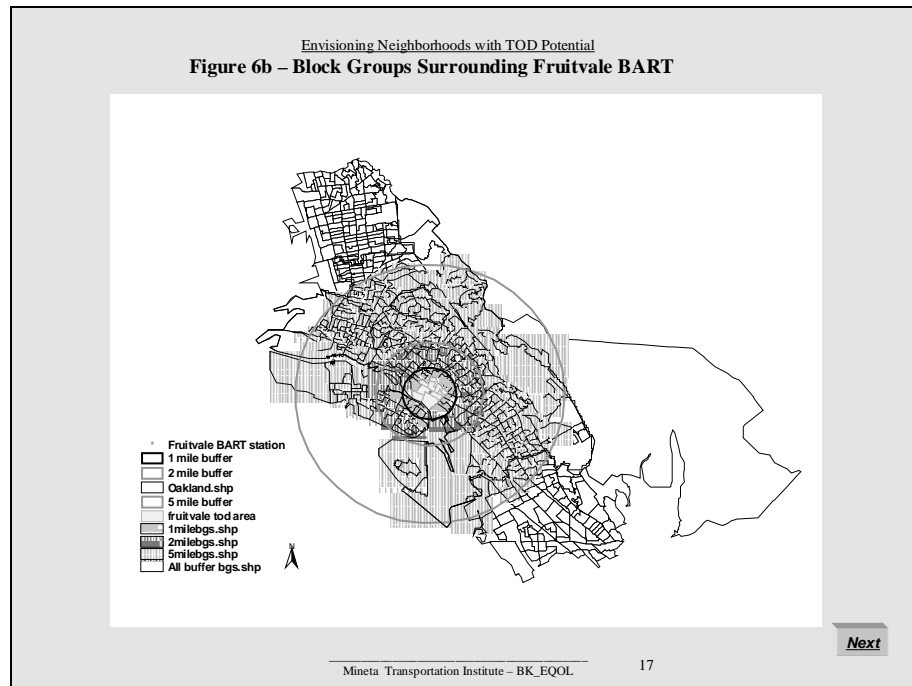 Envisioning Neighborhoods with TOD Potential
Figure 6b – Block Groups Surrounding Fruitvale BART
Fruitvale BART station
1 mile buffer
2 mile buffer
Oakland.shp
5 mile buffer
fruitvale tod area
1milebgs.shp
2milebgs.shp
5milebgs.shp
All buffer bgs.shp
N
Next
Mineta Transportation Institute – BK_EQOL
17